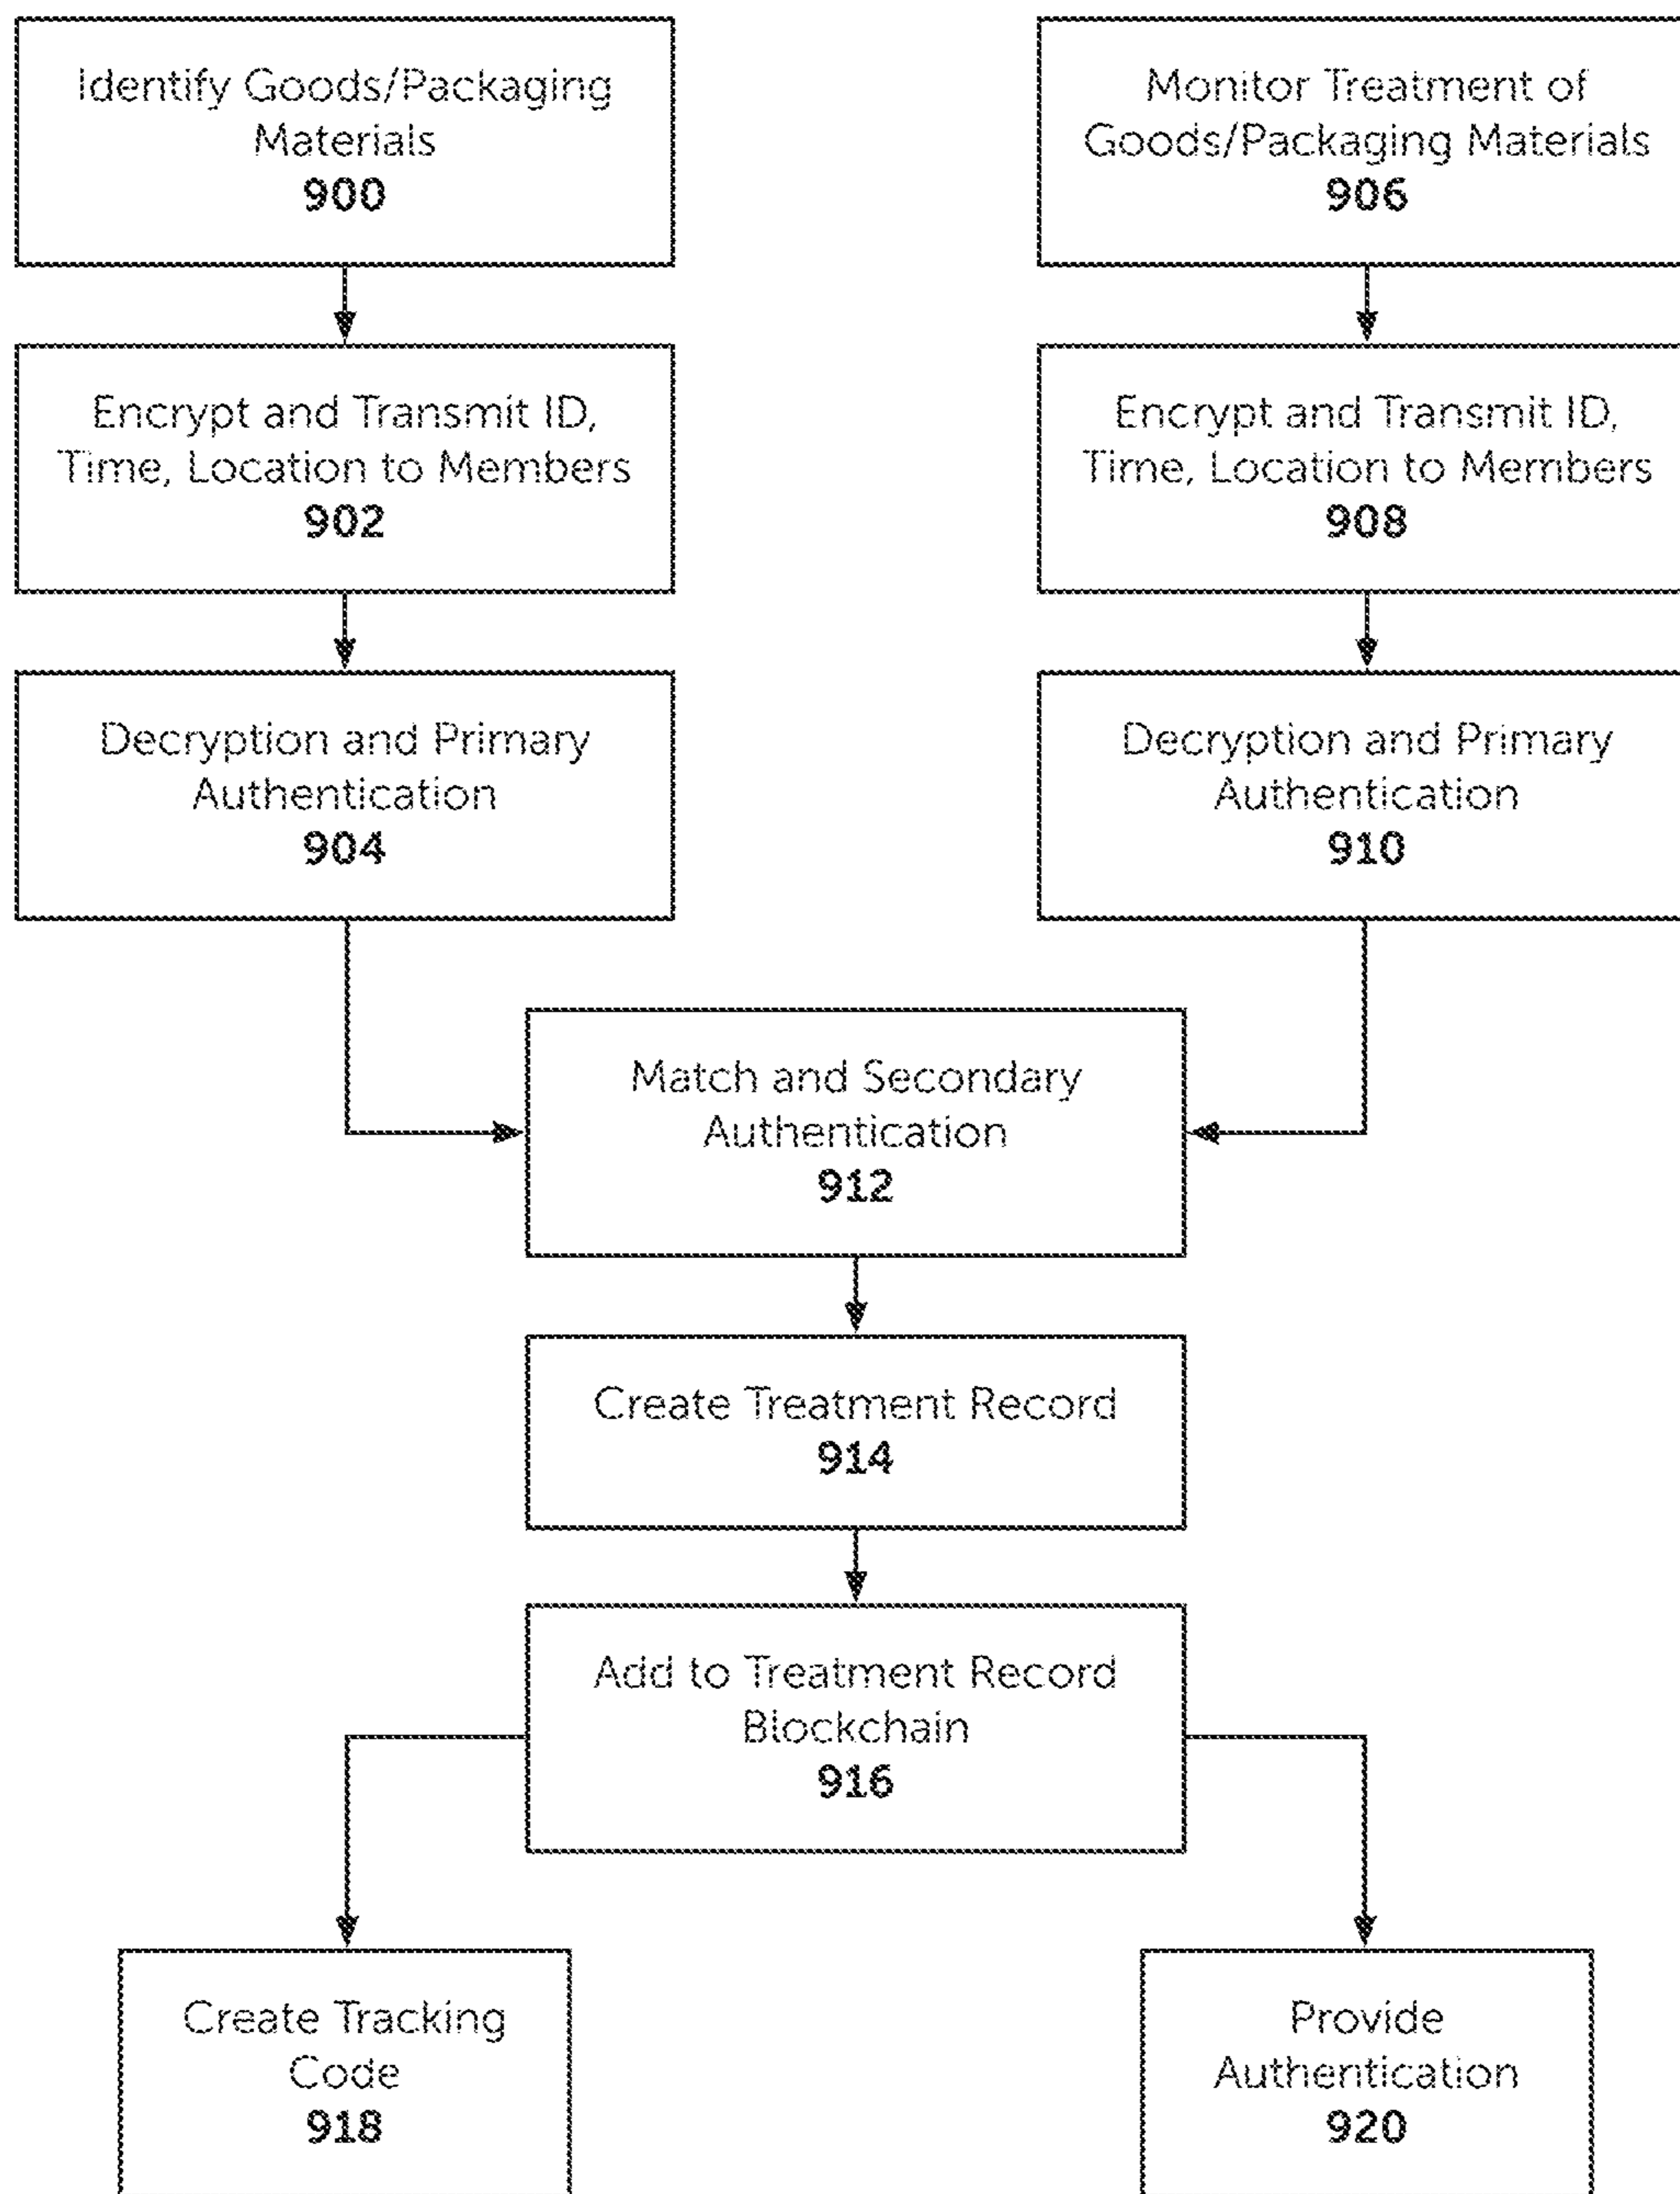 Identify Goods/Packaging
Materials
900
Encrypt and Transmit ID,
Time, Location to Members
902
Decryption and Primary
Authentication
904
Monitor Treatment of
Goods/Packaging Materials
906
Encrypt and Transmit ID,
Time, Location to Members
908
Decryption and Primary
Authentication
910
Match and Secondary
Authentication
912
Create Treatment Record
914
Add to Treatment Record
Blockchain
916
Create Tracking
Code
918
Provide
Authentication
920